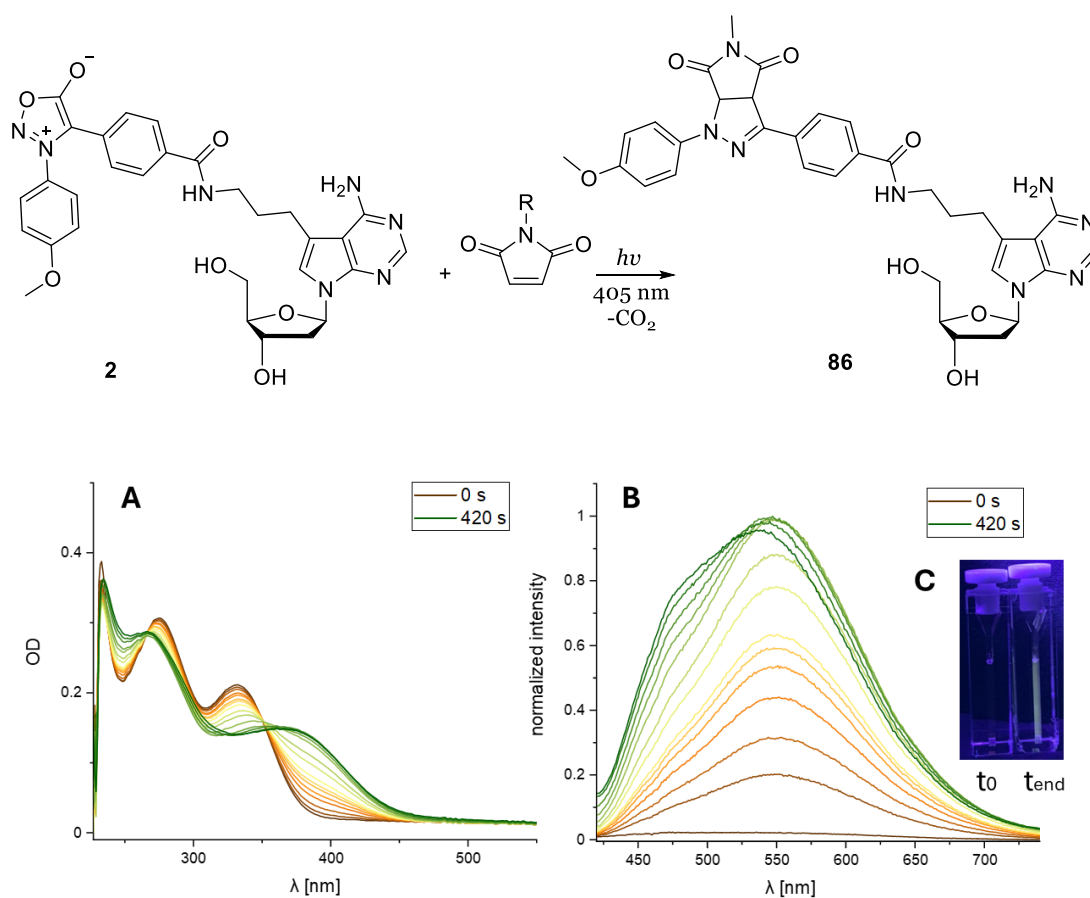 N
O
O
O⁻
O
O
N
N⁺
N
N
O
O
HN
O
HN
H₂N
N
N
N
HO
O
OH
R
N
O
O
+
hυ
405 nm
-CO₂
H₂N
N
N
N
HO
O
OH
O
2
86
A
0 s
420 s
B
0 s
420 s
C
0.4
0.2
0
OD
300
400
500
λ [nm]
1
0.8
0.6
0.4
0.2
0
normalized intensity
450
500
550
600
650
700
λ [nm]
t0
tend